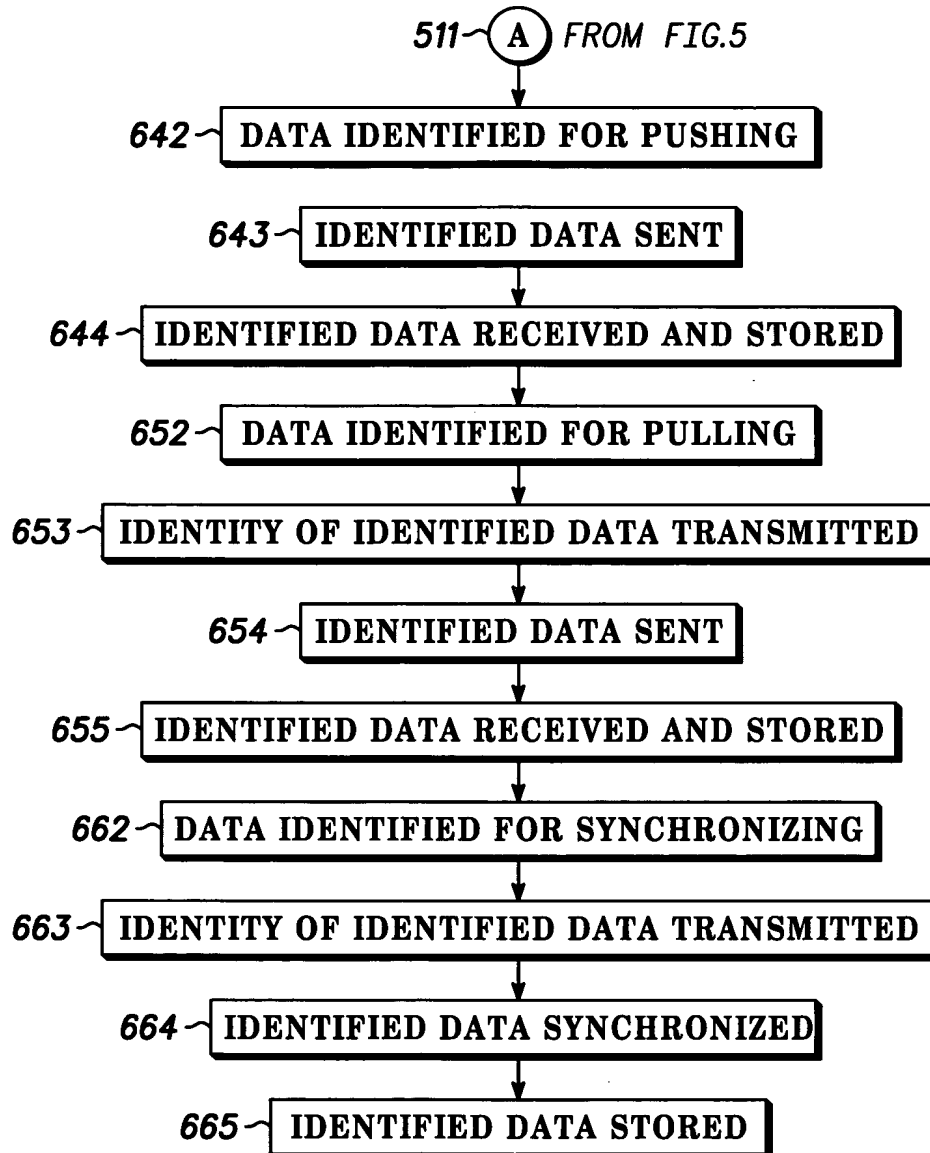 511 A FROM FIG.5
642 DATA IDENTIFIED FOR PUSHING
643 IDENTIFIED DATA SENT
644 IDENTIFIED DATA RECEIVED AND STORED
652 DATA IDENTIFIED FOR PULLING
653 IDENTITY OF IDENTIFIED DATA TRANSMITTED
654 IDENTIFIED DATA SENT
655 IDENTIFIED DATA RECEIVED AND STORED
662 DATA IDENTIFIED FOR SYNCHRONIZING
663 IDENTITY OF IDENTIFIED DATA TRANSMITTED
664 IDENTIFIED DATA SYNCHRONIZED
665 IDENTIFIED DATA STORED